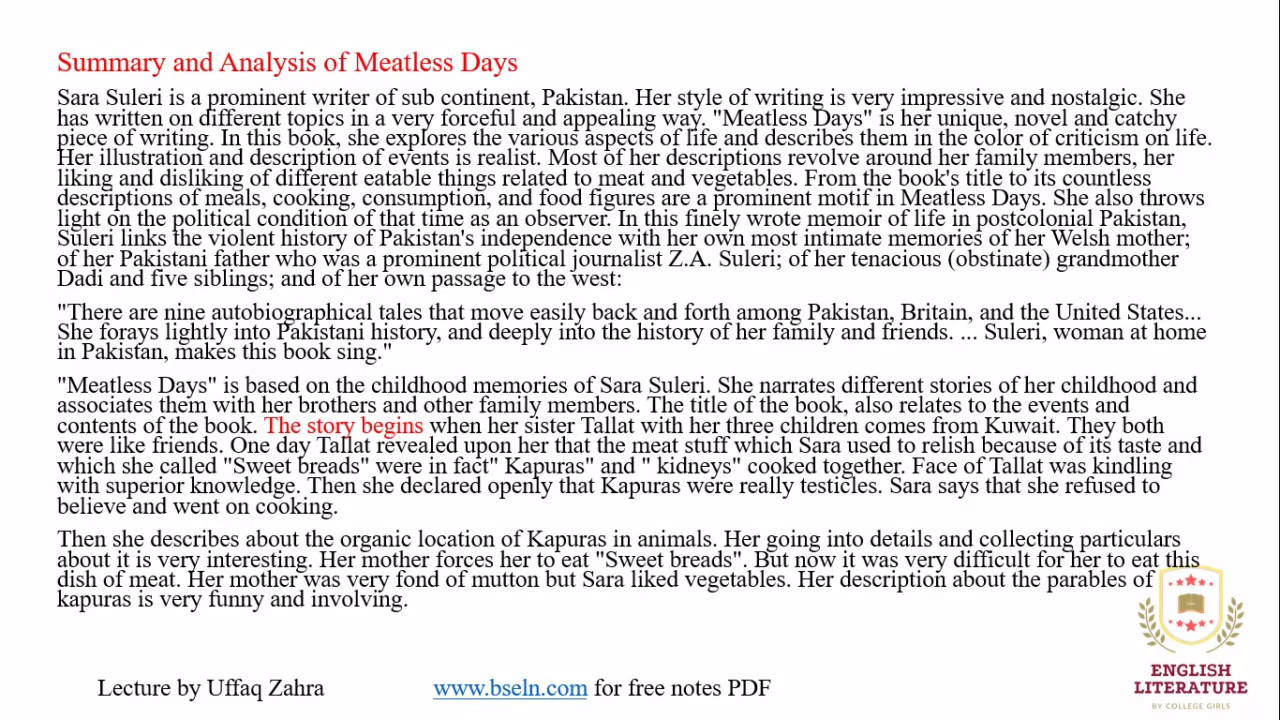 Summary and Analysis of Meatless Days
Sara Suleri is a prominent writer of sub continent, Pakistan. Her style of writing is very impressive and nostalgic. She
has written on different topics in a very forceful and appealing way. "Meatless Days" is her unique, novel and catchy
piece of writing. In this book, she explores the various aspects of life and describes them in the color of criticism on life.
Her illustration and description of events is realist. Most of her descriptions revolve around her family members, her
liking and disliking of different eatable things related to meat and vegetables. From the book's title to its countless
descriptions of meals, cooking, consumption, and food figures are a prominent motif in Meatless Days. She also throws
light on the political condition of that time as an observer. In this finely wrote memoir of life in postcolonial Pakistan,
Suleri links the violent history of Pakistan's independence with her own most intimate memories of her Welsh mother;
of her Pakistani father who was a prominent political journalist Z.A. Suleri; of her tenacious (obstinate) grandmother
Dadi and five siblings; and of her own passage to the west:
"There are nine autobiographical tales that move easily back and forth among Pakistan, Britain, and the United States...
She forays lightly into Pakistani history, and deeply into the history of her family and friends. ... Suleri, woman at home
in Pakistan, makes this book sing."
"Meatless Days" is based on the childhood memories of Sara Suleri. She narrates different stories of her childhood and
associates them with her brothers and other family members. The title of the book, also relates to the events and
contents of the book. The story begins when her sister Tallat with her three children comes from Kuwait. They both
were like friends. One day Tallat revealed upon her that the meat stuff which Sara used to relish because of its taste and
which she called "Sweet breads" were in fact" Kapuras" and " kidneys" cooked together. Face of Tallat was kindling
with superior knowledge. Then she declared openly that Kapuras were really testicles. Sara says that she refused to
believe and went on cooking.
Then she describes about the organic location of Kapuras in animals. Her going into details and collecting particulars
about it is very interesting. Her mother forces her to eat "Sweet breads". But now it was very difficult for her to eat this
dish of meat. Her mother was very fond of mutton but Sara liked vegetables. Her description about the parables of
kapuras is very funny and involving.
Lecture by Uffaq Zahra
www.bseln.com for free notes PDF
ENGLISH
LITERATURE
BY COLLEGE GIRLS